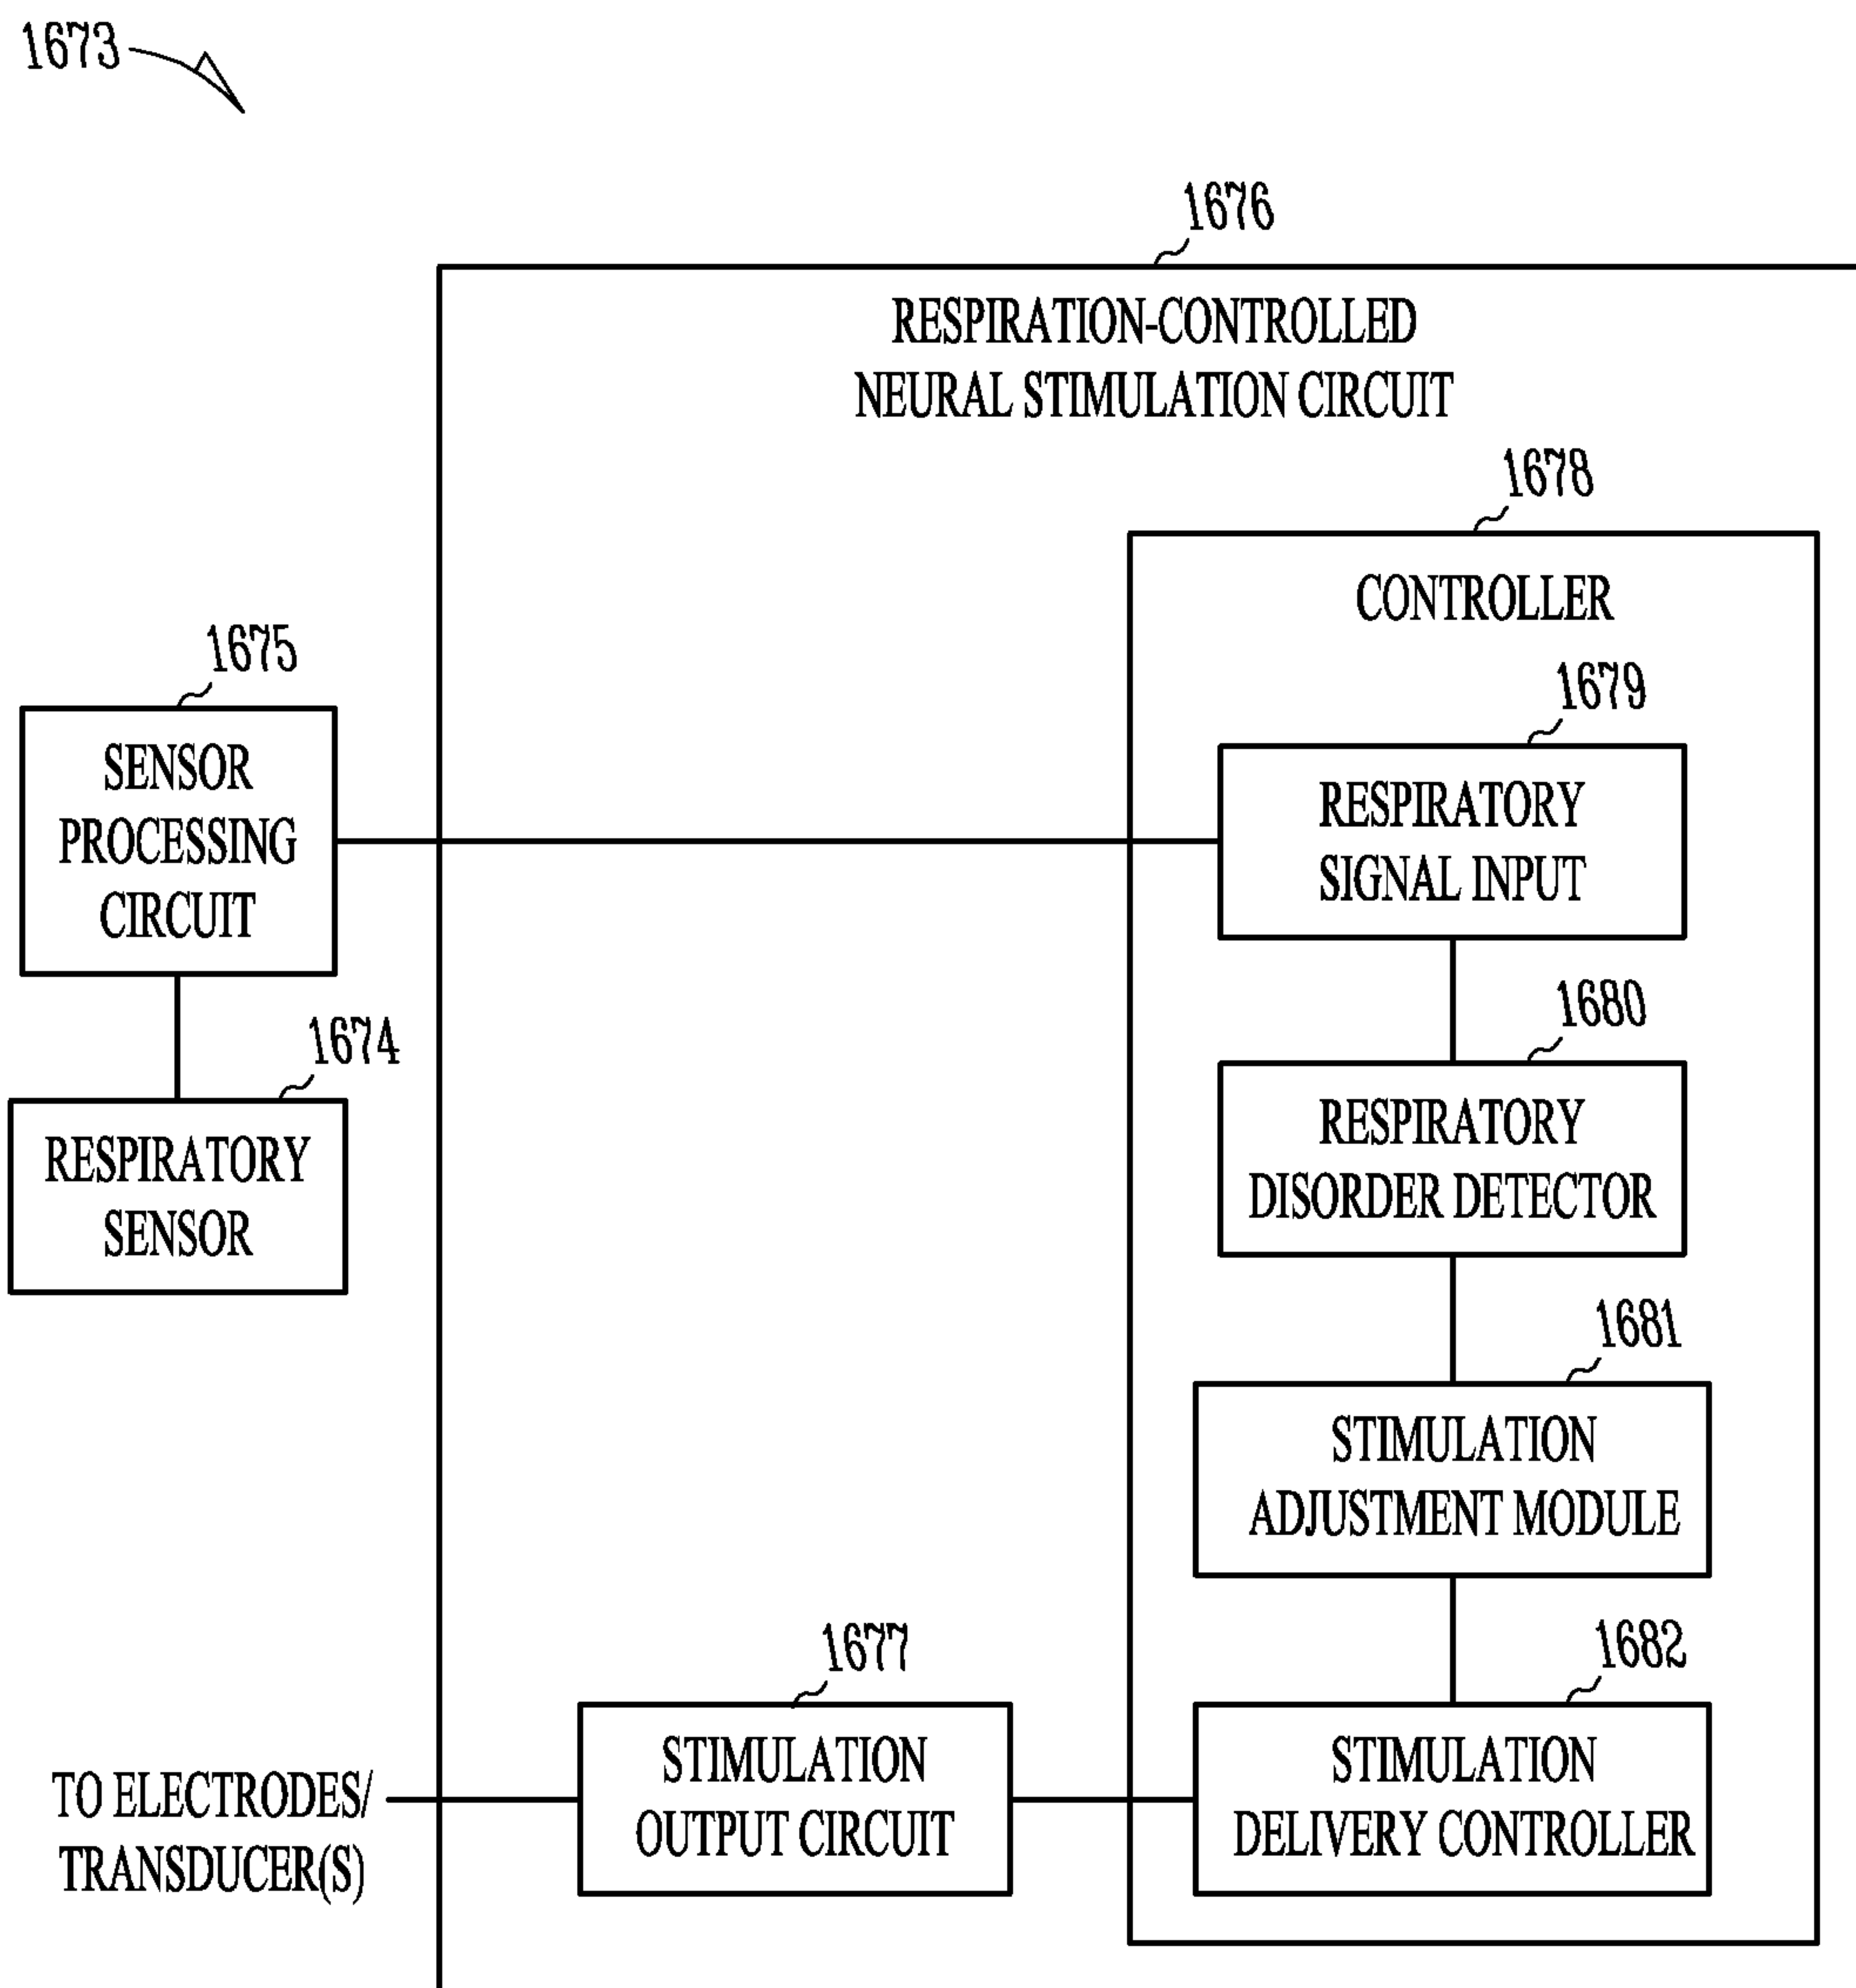 1673
1676
RESPIRATION-CONTROLLED
NEURAL STIMULATION CIRCUIT
1678
CONTROLLER
1675
SENSOR
PROCESSING
CIRCUIT
1679
RESPIRATORY
SIGNAL INPUT
1674
RESPIRATORY
SENSOR
1680
RESPIRATORY
DISORDER DETECTOR
1681
STIMULATION
ADJUSTMENT MODULE
1677
STIMULATION
OUTPUT CIRCUIT
1682
STIMULATION
DELIVERY CONTROLLER
TO ELECTRODES/
TRANSDUCER(S)